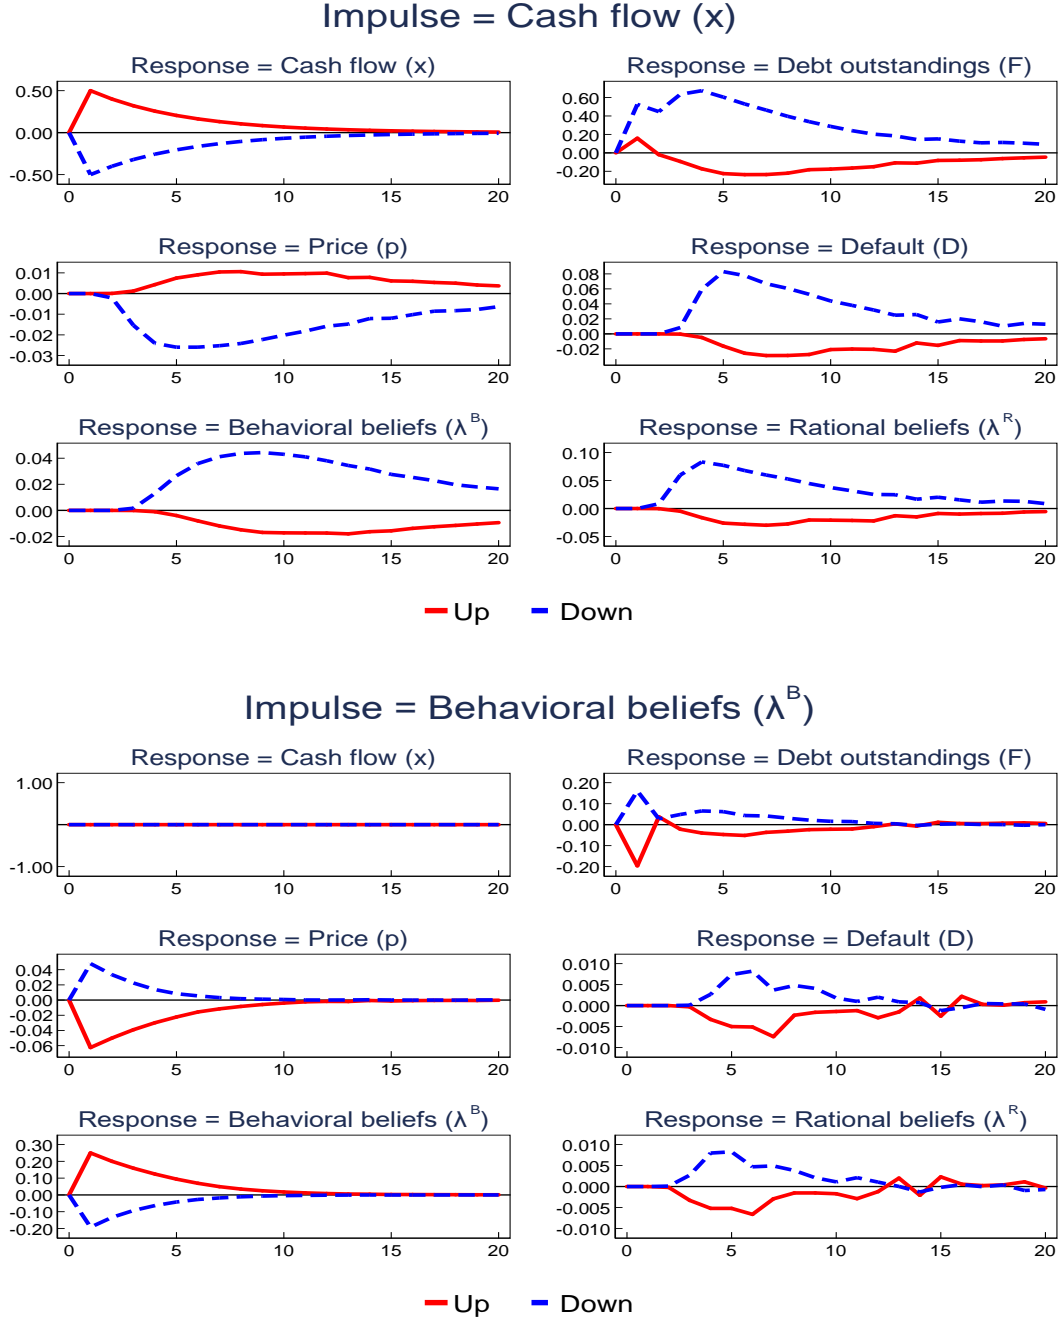 Impulse = Cash flow (x)
Response = Cash flow (x)
0.50
0.00
-0.50
0 5 10 15 20
Response = Debt outstandings (F)
0.60
0.40
0.20
0.00
-0.20
0 5 10 15 20
Response = Price (p)
0.01
0.00
-0.01
-0.02
-0.03
0 5 10 15 20
Response = Default (D)
0.08
0.06
0.04
0.02
0.00
-0.02
0 5 10 15 20
Response = Behavioral beliefs (λ^B)
0.04
0.02
0.00
-0.02
0 5 10 15 20
Response = Rational beliefs (λ^R)
0.10
0.05
0.00
-0.05
0 5 10 15 20
Up Down
Impulse = Behavioral beliefs (λ^B)
Response = Cash flow (x)
1.00
0.00
-1.00
0 5 10 15 20
Response = Debt outstandings (F)
0.20
0.10
0.00
-0.10
-0.20
0 5 10 15 20
Response = Price (p)
0.04
0.02
0.00
-0.02
-0.04
-0.06
0 5 10 15 20
Response = Default (D)
0.010
0.005
0.000
-0.005
-0.010
0 5 10 15 20
Response = Behavioral beliefs (λ^B)
0.30
0.20
0.10
0.00
-0.10
-0.20
0 5 10 15 20
Response = Rational beliefs (λ^R)
0.010
0.005
0.000
-0.005
-0.010
0 5 10 15 20
Up Down